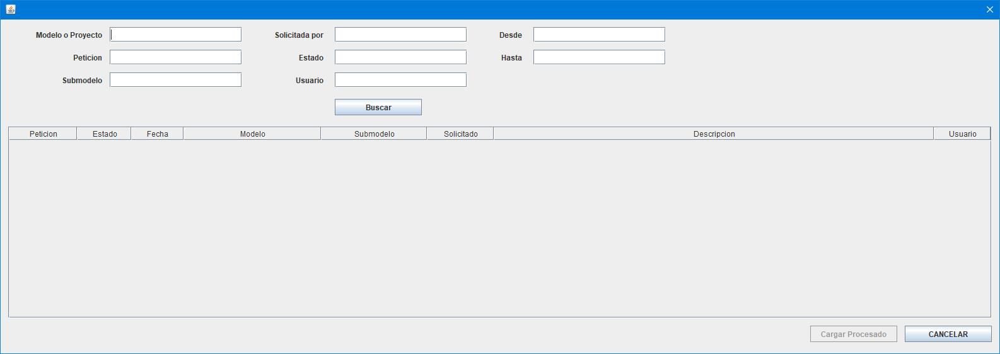 Modelo o Proyecto Solicitada por Desde
Peticion Estado Hasta
Submodelo Usuario
Buscar
Peticion Estado Fecha Modelo Submodelo Solicitado Descripcion Usuario
Cargar Procesado CANCELAR